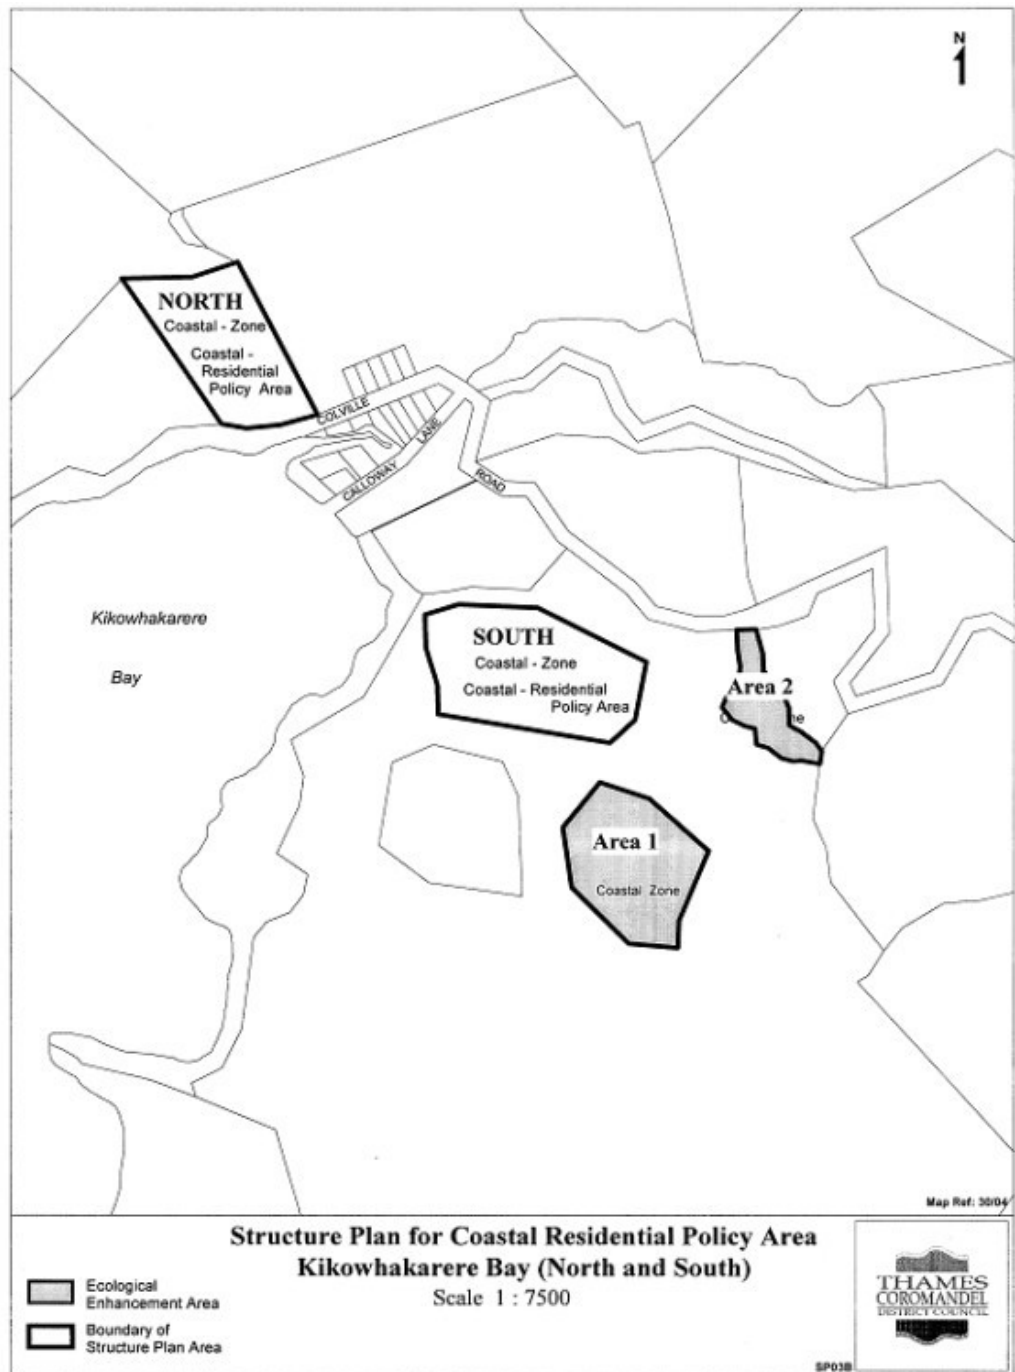 N
NORTH
Coastal - Zone
Coastal -
Residential
Policy Area
COLVILLE
LANE
CALLOWAY
ROAD
Kikowhakarere
Bay
SOUTH
Coastal - Zone
Coastal - Residential
Policy Area
Area 2
Area 1
Coastal Zone
Map Ref: 30/04
Structure Plan for Coastal Residential Policy Area
Kikowhakarere Bay (North and South)
Scale 1 : 7500
Ecological
Enhancement Area
Boundary of
Structure Plan Area
THAMES
COROMANDEL
DISTRICT COUNCIL
SP03B